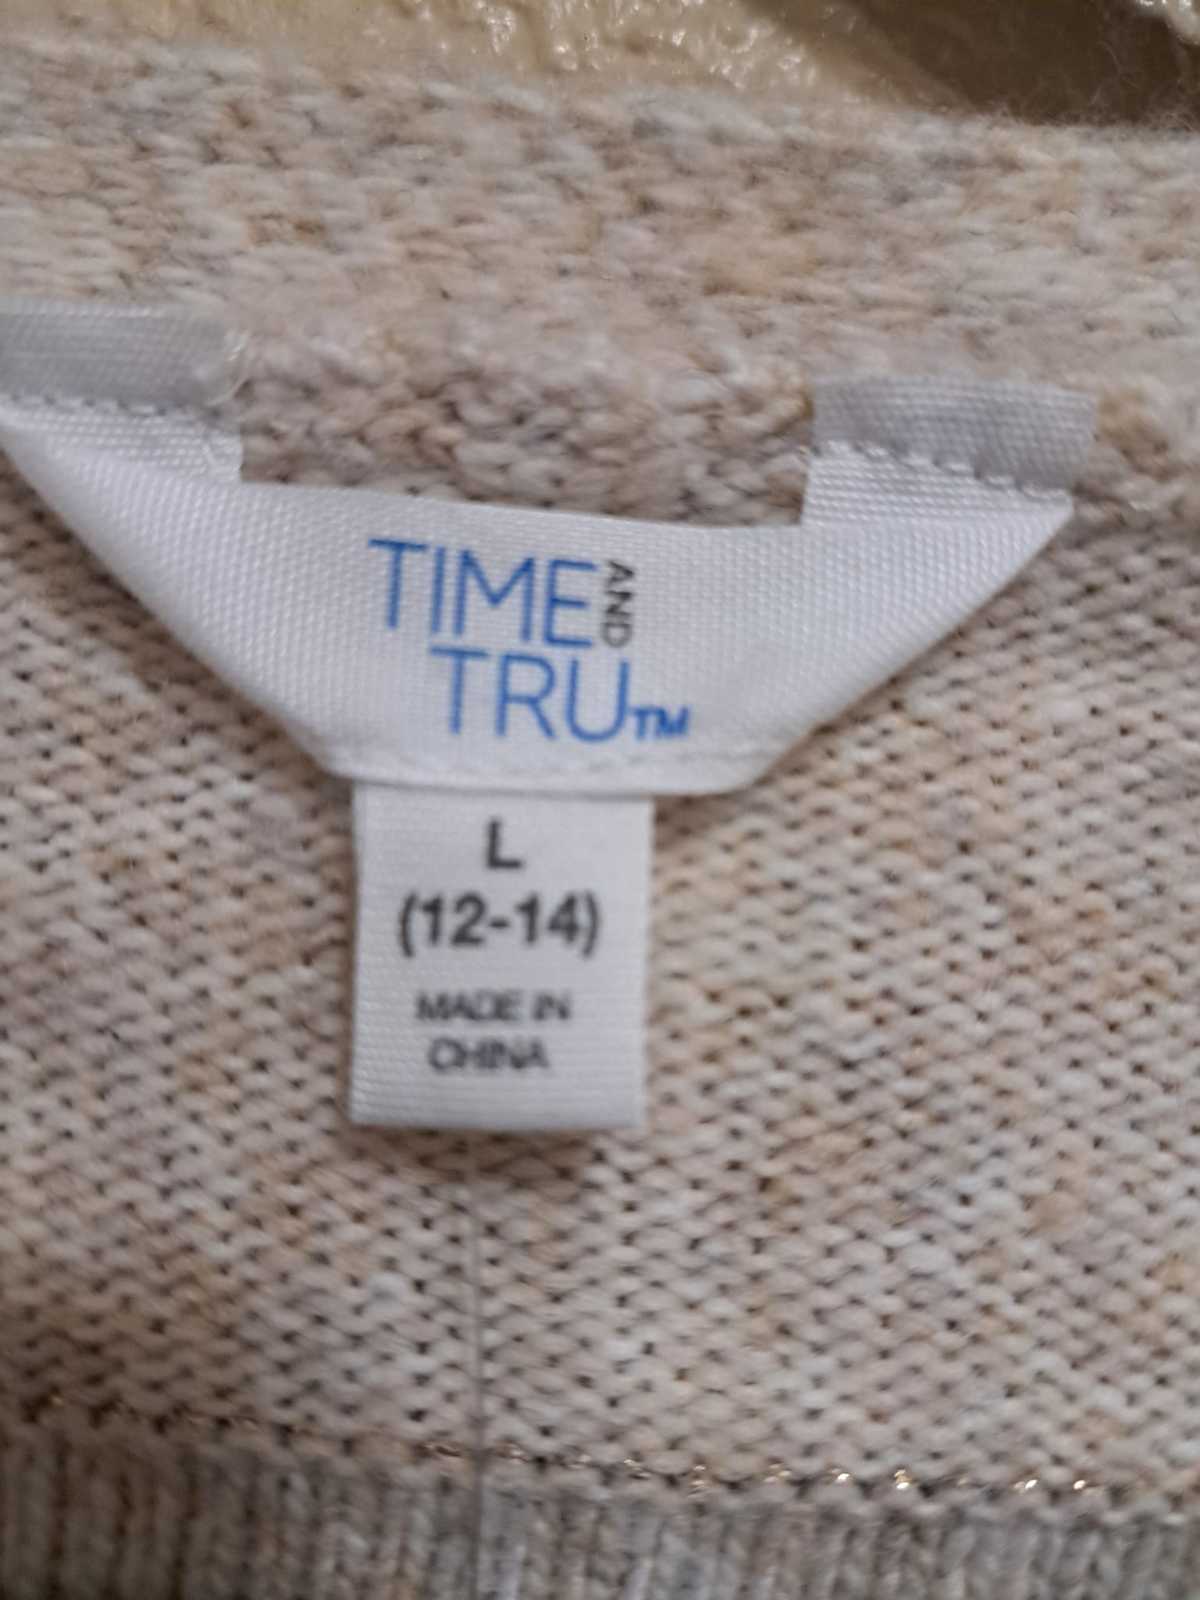 TIME AND
TRU™
L
(12-14)
MADE IN
CHINA